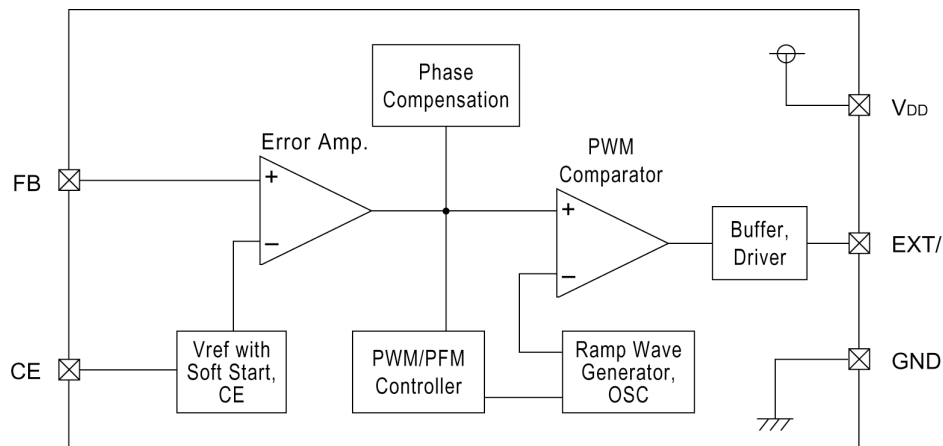 Phase
Compensation
Error Amp.
PWM
Comparator
VDD
FB
+
−
+
−
Buffer,
Driver
EXT/
CE
Vref with
Soft Start,
CE
PWM/PFM
Controller
Ramp Wave
Generator,
OSC
GND